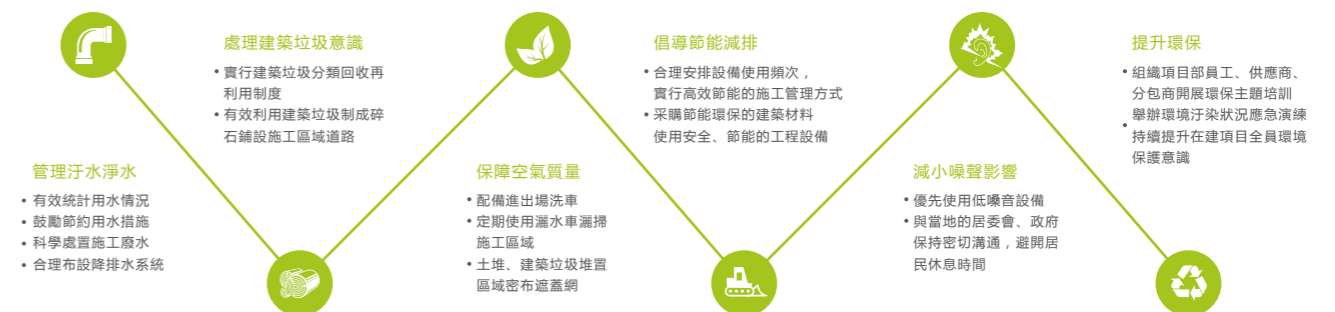 管理汙水淨水
• 有效統計用水情況
• 鼓勵節約用水措施
• 科學處置施工廢水
• 合理布設降排水系統
處理建築垃圾意識
• 實行建築垃圾分類回收再
利用制度
• 有效利用建築垃圾制成碎
石鋪設施工區域道路
保障空氣質量
• 配備進出場洗車
• 定期使用灑水車灑掃
施工區域
• 土堆、建築垃圾堆置
區域密布遮蓋網
倡導節能減排
• 合理安排設備使用頻次，
實行高效節能的施工管理方式
• 采購節能環保的建築材料
使用安全、節能的工程設備
減小噪聲影響
• 優先使用低噪音設備
• 與當地的居委會、政府
保持密切溝通，避開居
民休息時間
提升環保
• 組織項目部員工、供應商、
分包商開展環保主題培訓
• 舉辦環境汙染狀況應急演練
持續提升在建項目全員環境
保護意識